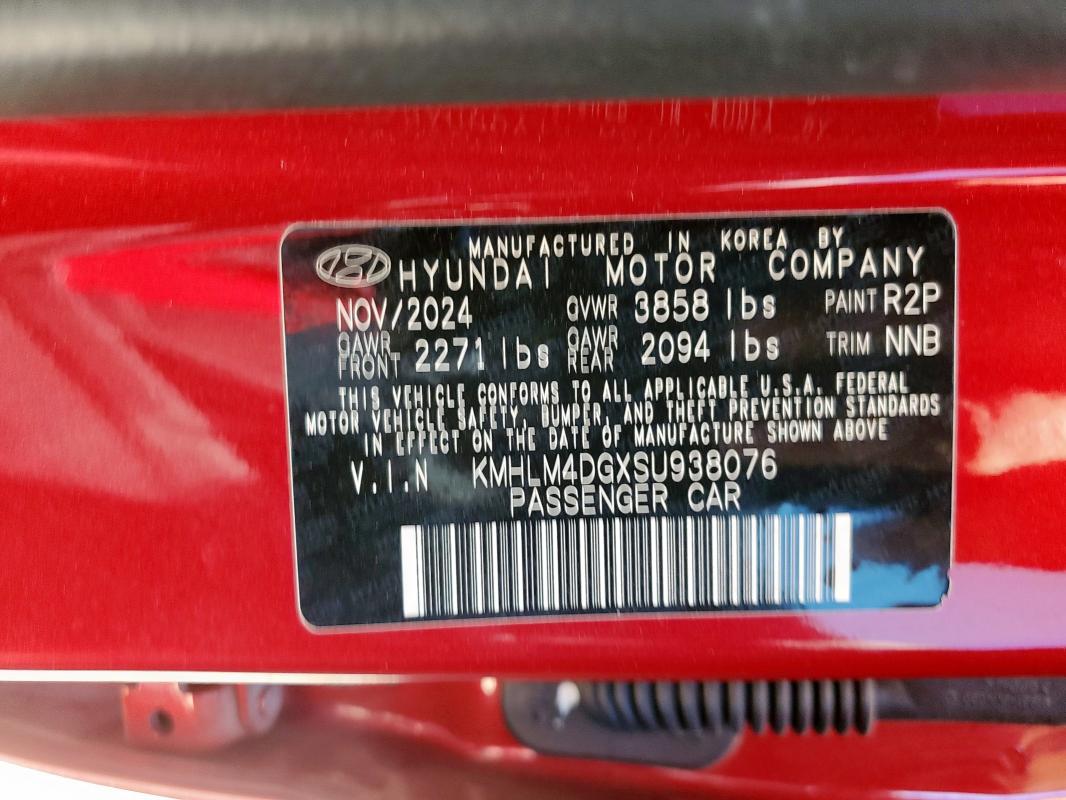 MANUFACTURED IN KOREA BY
HYUNDAI MOTOR COMPANY
NOV/2024 GVWR 3858 lbs PAINT R2P
GAWR FRONT 2271 lbs GAWR REAR 2094 lbs TRIM NNB
THIS VEHICLE CONFORMS TO ALL APPLICABLE U.S.A. FEDERAL
MOTOR VEHICLE SAFETY, BUMPER, AND THEFT PREVENTION STANDARDS
IN EFFECT ON THE DATE OF MANUFACTURE SHOWN ABOVE
V.I.N KMHLM4DGXSU938076
PASSENGER CAR